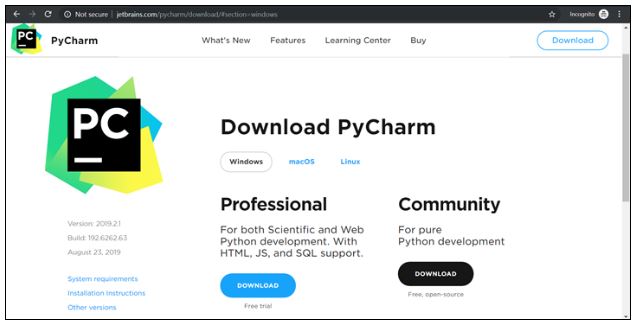 Not secure | jetbrains.com/pycharm/download/#section=windows
Incognito
PC
PyCharm
What's New Features Learning Center Buy
Download
PC
Download PyCharm
Windows macOS Linux
Professional
For both Scientific and Web
Python development. With
HTML, JS, and SQL support.
DOWNLOAD
Free trial
Community
For pure
Python development
DOWNLOAD
Free, open-source
Version: 2019.2.1
Build: 192.6262.63
August 23, 2019
System requirements
Installation Instructions
Other versions